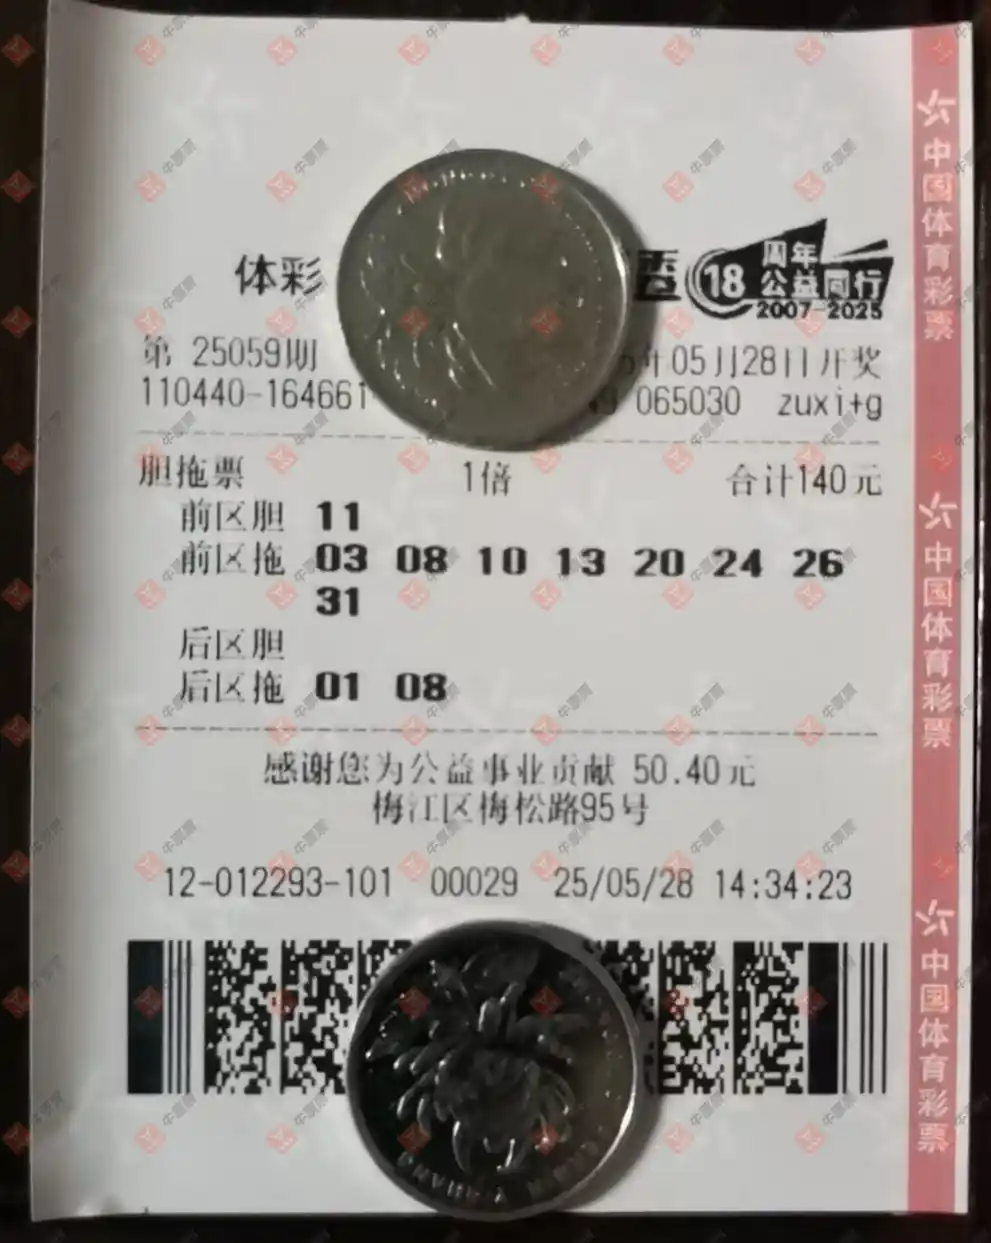 体彩
18
周年
公益同行
2007-2025
第 25059期
年05月28日开奖
110440-164661
065030 zuxi+g
胆拖票 1倍 合计140元
前区胆 11
前区拖 03 08 10 13 20 24 26
31
后区胆
后区拖 01 08
感谢您为公益事业贡献 50.40元
梅江区梅松路95号
12-012293-101 00029 25/05/28 14:34:23
中国体育彩票
中国体育彩票
中国体育彩票
牛票票